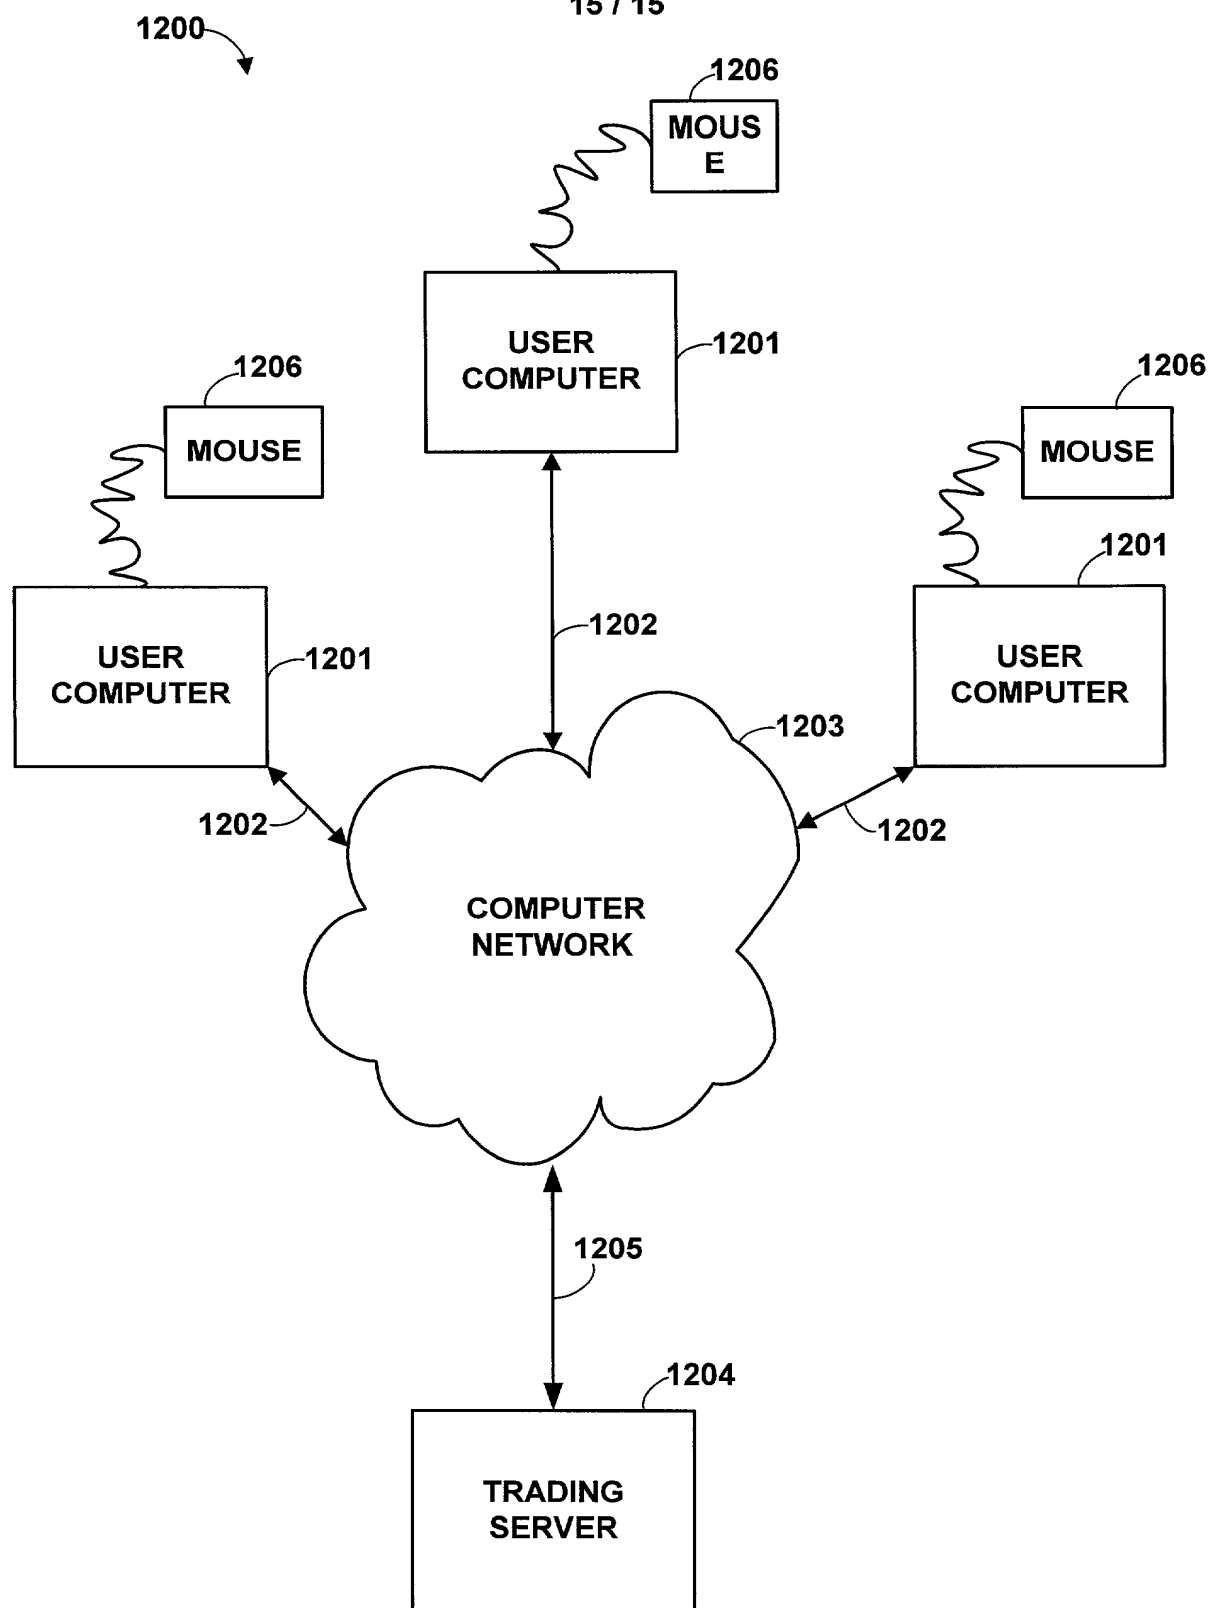 15 / 15
1200
1206
MOUS
E
USER
COMPUTER
1201
1206
MOUSE
1206
MOUSE
1201
USER
COMPUTER
1201
USER
COMPUTER
1202
1203
1202
1202
COMPUTER
NETWORK
1205
1204
TRADING
SERVER